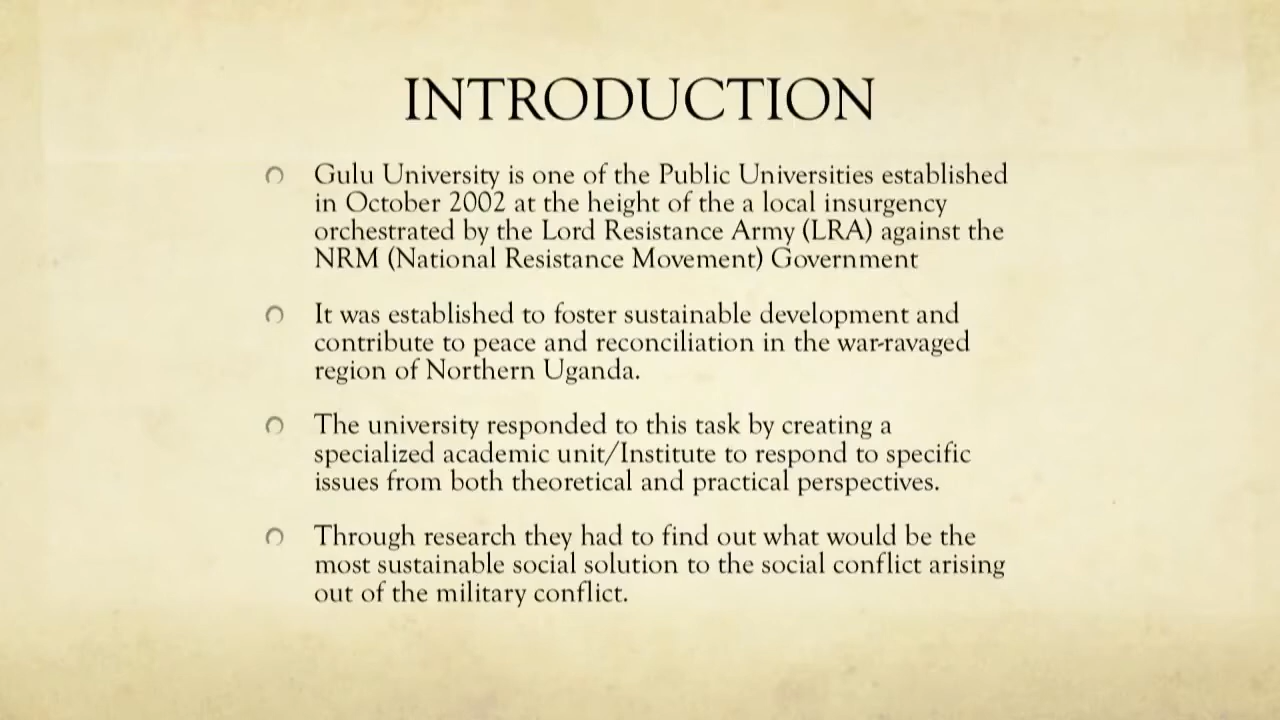 INTRODUCTION
Gulu University is one of the Public Universities established
in October 2002 at the height of the a local insurgency
orchestrated by the Lord Resistance Army (LRA) against the
NRM (National Resistance Movement) Government
It was established to foster sustainable development and
contribute to peace and reconciliation in the war-ravaged
region of Northern Uganda.
The university responded to this task by creating a
specialized academic unit/Institute to respond to specific
issues from both theoretical and practical perspectives.
Through research they had to find out what would be the
most sustainable social solution to the social conflict arising
out of the military conflict.